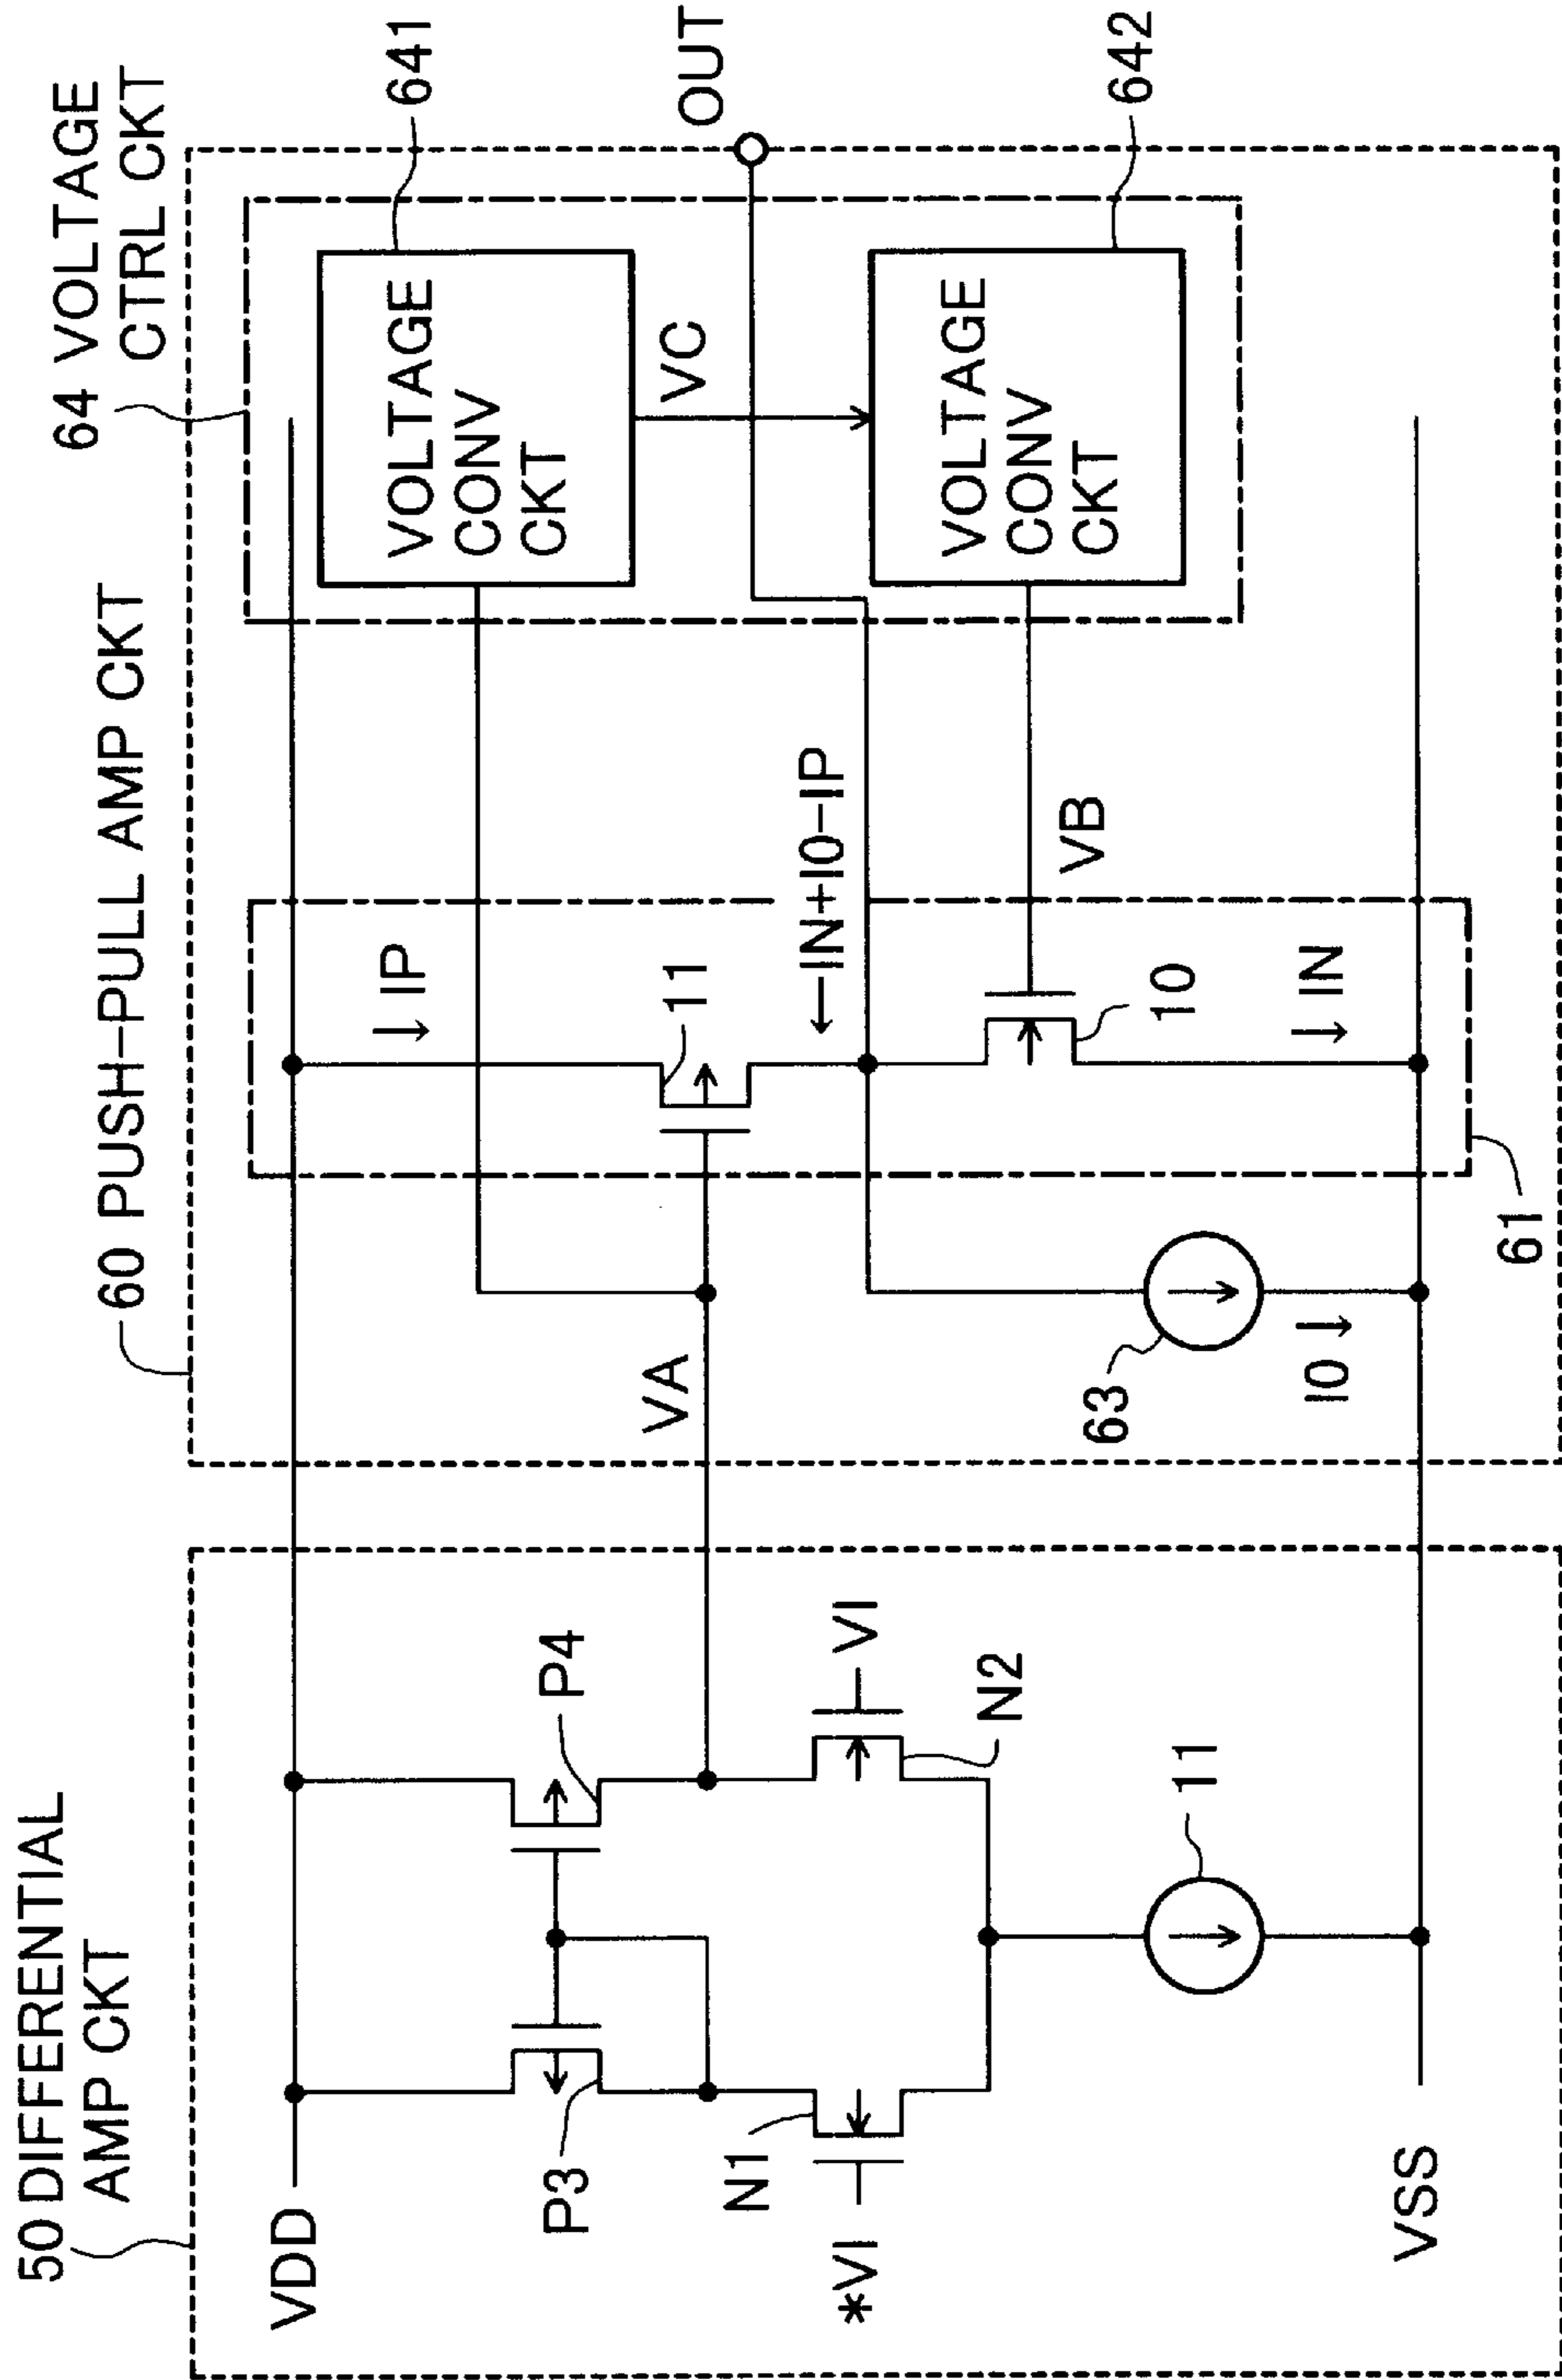 50 DIFFERENTIAL
AMP CKT
60 PUSH-PULL AMP CKT
64 VOLTAGE
CTRL CKT
VDD
P3
P4
N1
N2
*VI
VI
11
VSS
VA
IP
11
←IN+I0-IP
10
IN
63
I0
61
VB
VOLTAGE
CONV
CKT
641
VC
VOLTAGE
CONV
CKT
642
OUT